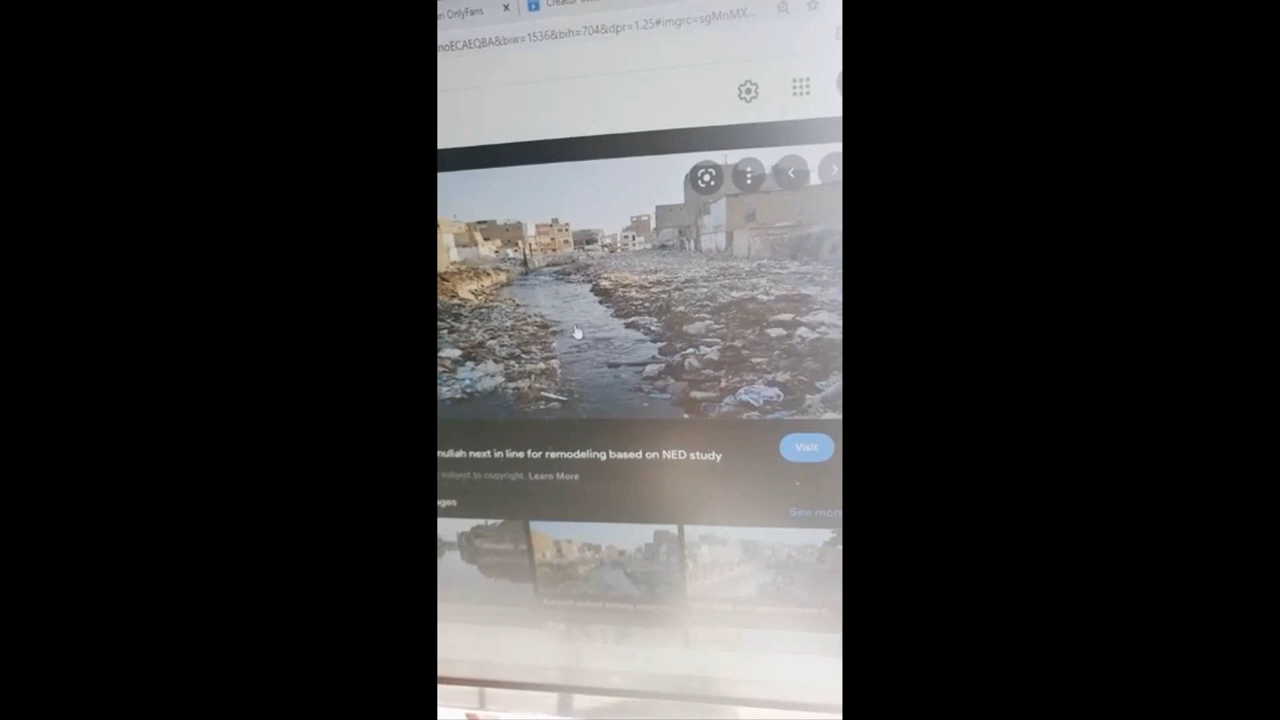 n OnlyFans
noECAEQBA&biw=1536&bih=704&dpr=1.25#imgrc=sgMnMX...
nullah next in line for remodeling based on NED study
Visit
subject to copyright. Learn More
ges
See more